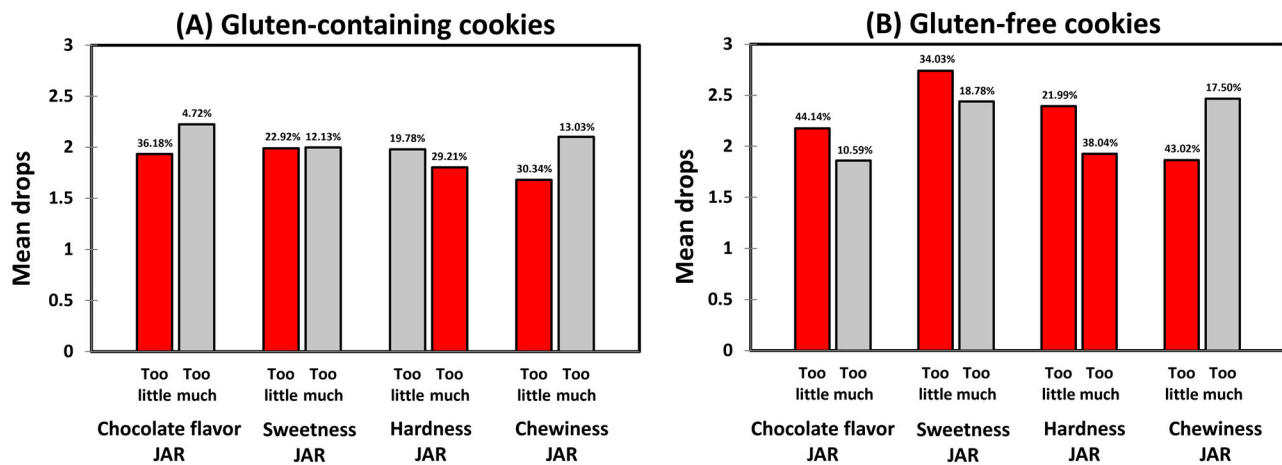 (A) Gluten-containing cookies
Mean drops
3
2.5
2
1.5
1
0.5
0
36.18%
4.72%
22.92%
12.13%
19.78%
29.21%
30.34%
13.03%
Too Too Too Too Too Too Too Too
little much little much little much little much
Chocolate flavor Sweetness Hardness Chewiness
JAR JAR JAR JAR
(B) Gluten-free cookies
Mean drops
3
2.5
2
1.5
1
0.5
0
44.14%
10.59%
34.03%
18.78%
21.99%
38.04%
43.02%
17.50%
Too Too Too Too Too Too Too Too
little much little much little much little much
Chocolate flavor Sweetness Hardness Chewiness
JAR JAR JAR JAR